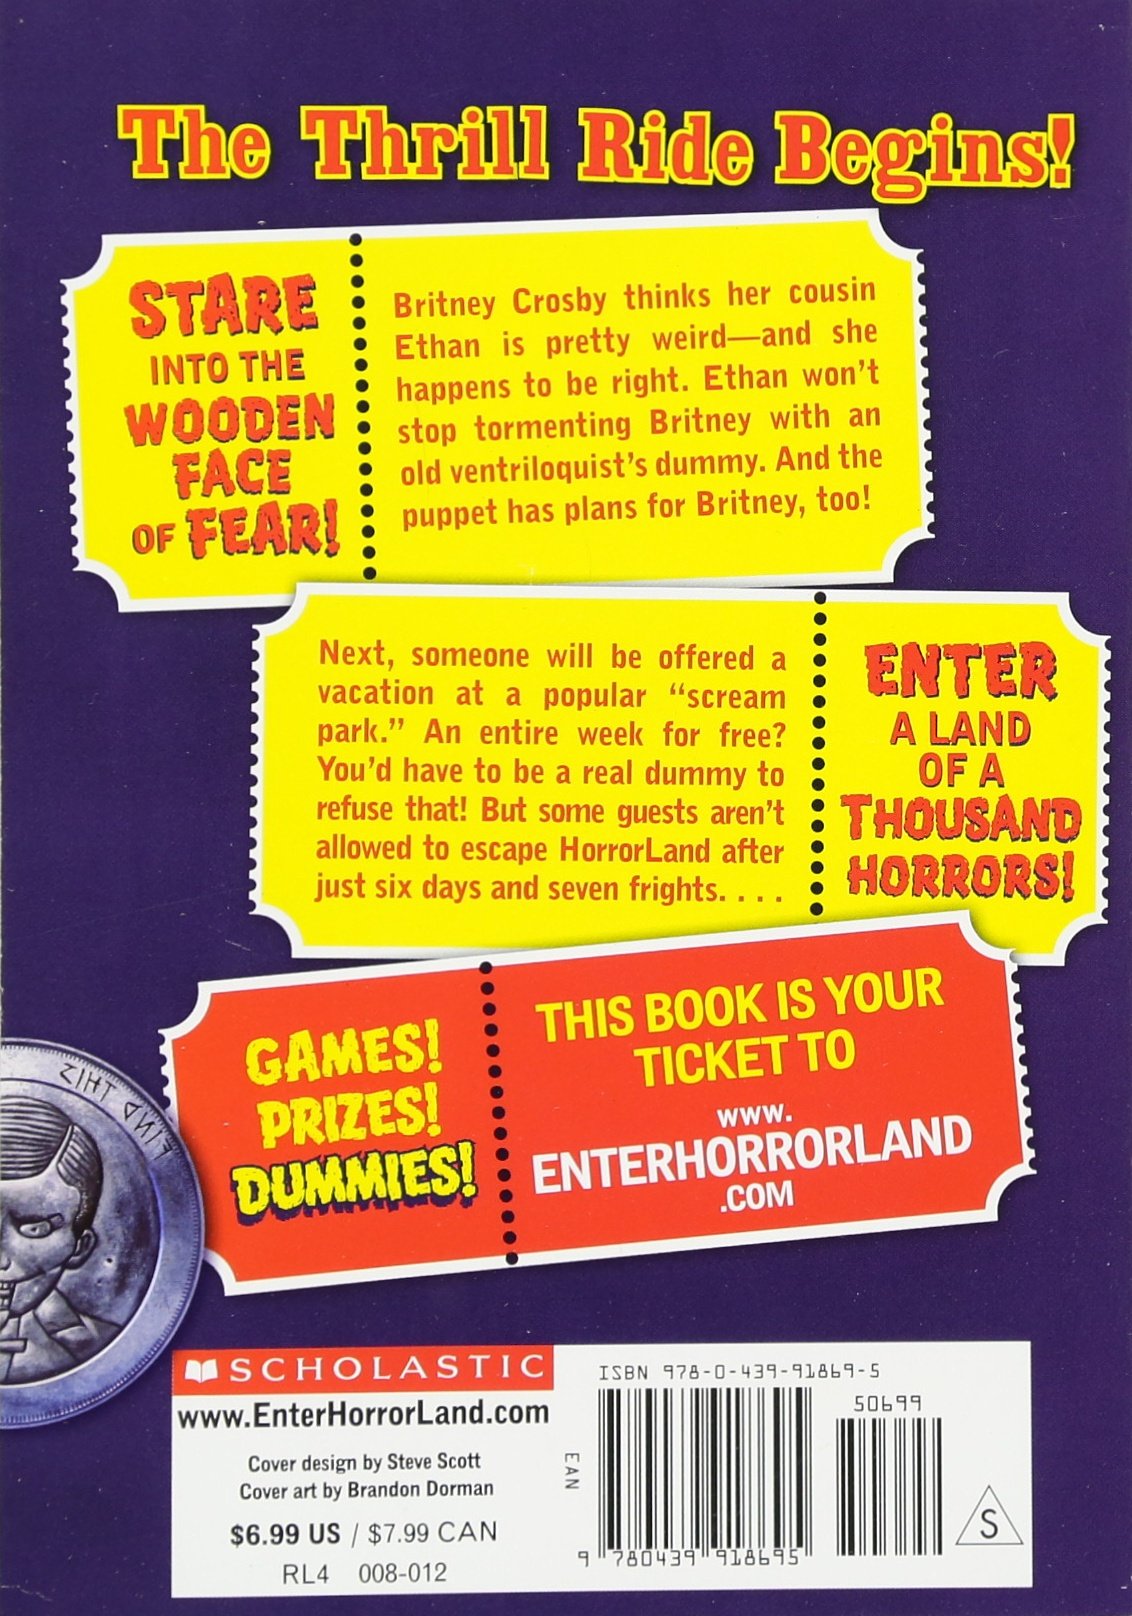 The Thrill Ride Begins!
STARE
INTO THE
WOODEN
FACE
OF FEAR!
Britney Crosby thinks her cousin
Ethan is pretty weird—and she
happens to be right. Ethan won't
stop tormenting Britney with an
old ventriloquist's dummy. And the
puppet has plans for Britney, too!
Next, someone will be offered a
vacation at a popular “scream
park.” An entire week for free?
You'd have to be a real dummy to
refuse that! But some guests aren't
allowed to escape HorrorLand after
just six days and seven frights. . . .
ENTER
A LAND
OF A
THOUSAND
HORRORS!
GAMES!
PRIZES!
DUMMIES!
THIS BOOK IS YOUR
TICKET TO
www.
ENTERHORRORLAND
.COM
SCHOLASTIC
www.EnterHorrorLand.com
Cover design by Steve Scott
Cover art by Brandon Dorman
$6.99 US / $7.99 CAN
RL4 008-012
EAN
ISBN 978-0-439-91869-5
50699
9 780439 918695
S